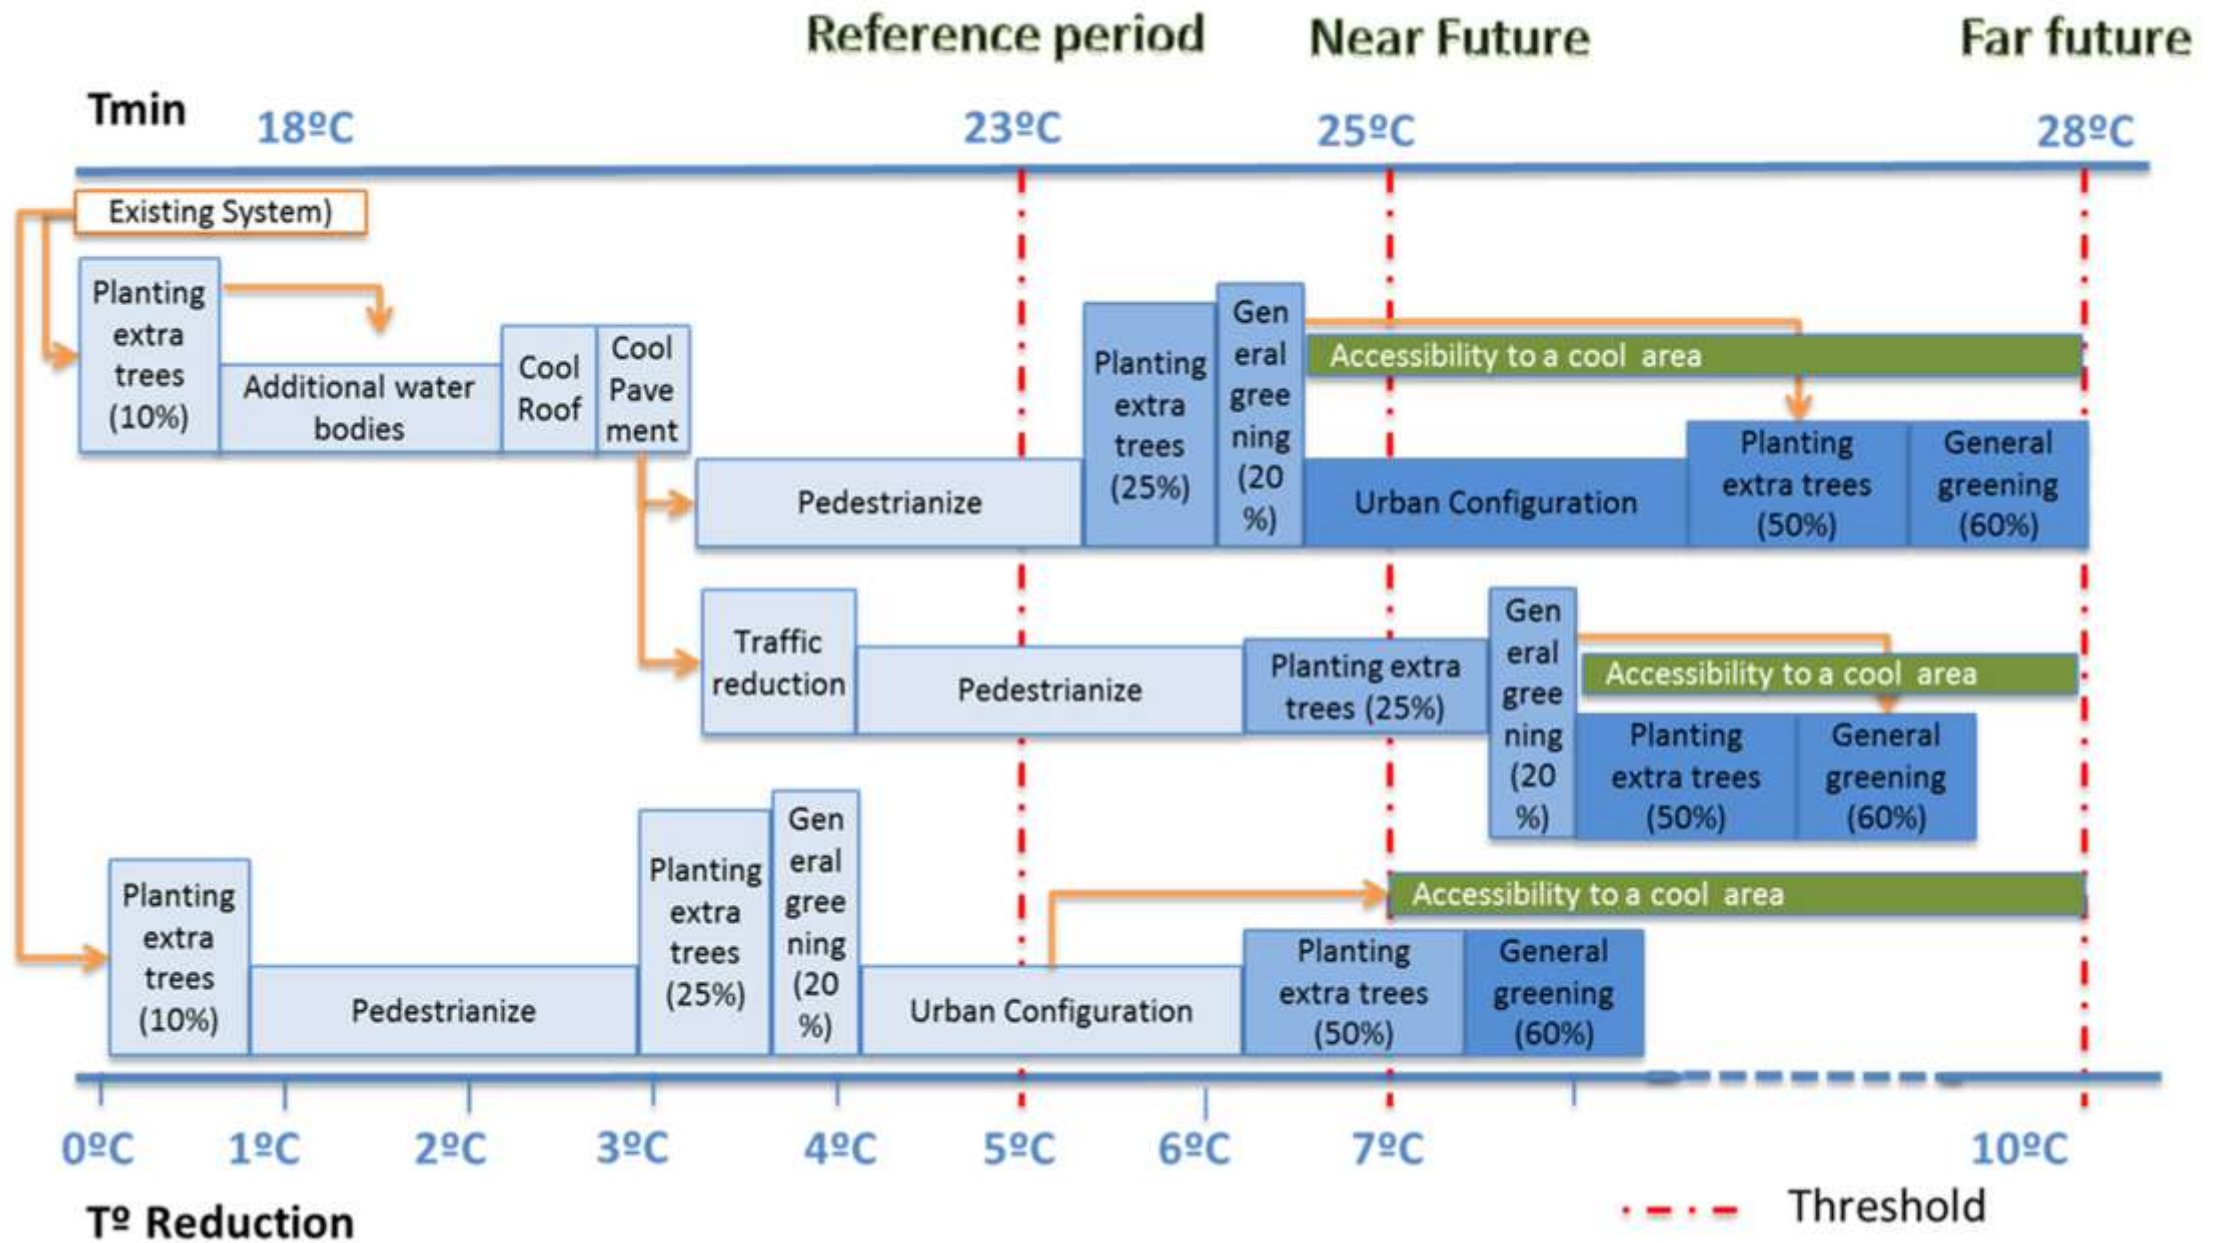 Reference period
Near Future
Far future
Tmin
18ºC
23ºC
25ºC
28ºC
Existing System)
Planting
extra
trees
(10%)
Additional water
bodies
Cool
Roof
Cool
Pave
ment
Pedestrianize
Planting
extra
trees
(25%)
Gen
eral
gree
ning
(20
%)
Accessibility to a cool area
Urban Configuration
Planting
extra trees
(50%)
General
greening
(60%)
Traffic
reduction
Pedestrianize
Planting extra
trees (25%)
Gen
eral
gree
ning
(20
%)
Accessibility to a cool area
Planting
extra trees
(50%)
General
greening
(60%)
Planting
extra
trees
(10%)
Pedestrianize
Planting
extra
trees
(25%)
Gen
eral
gree
ning
(20
%)
Urban Configuration
Accessibility to a cool area
Planting
extra trees
(50%)
General
greening
(60%)
0ºC
1ºC
2ºC
3ºC
4ºC
5ºC
6ºC
7ºC
10ºC
Tº Reduction
Threshold